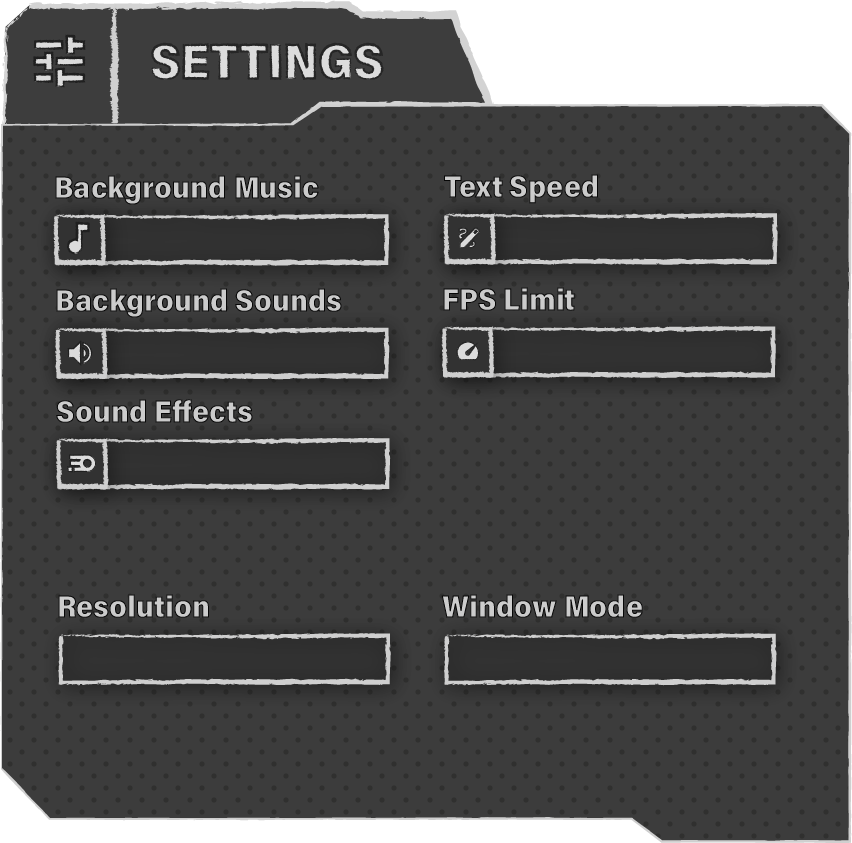 SETTINGS
Background Music
Text Speed
Background Sounds
FPS Limit
Sound Effects
Resolution
Window Mode